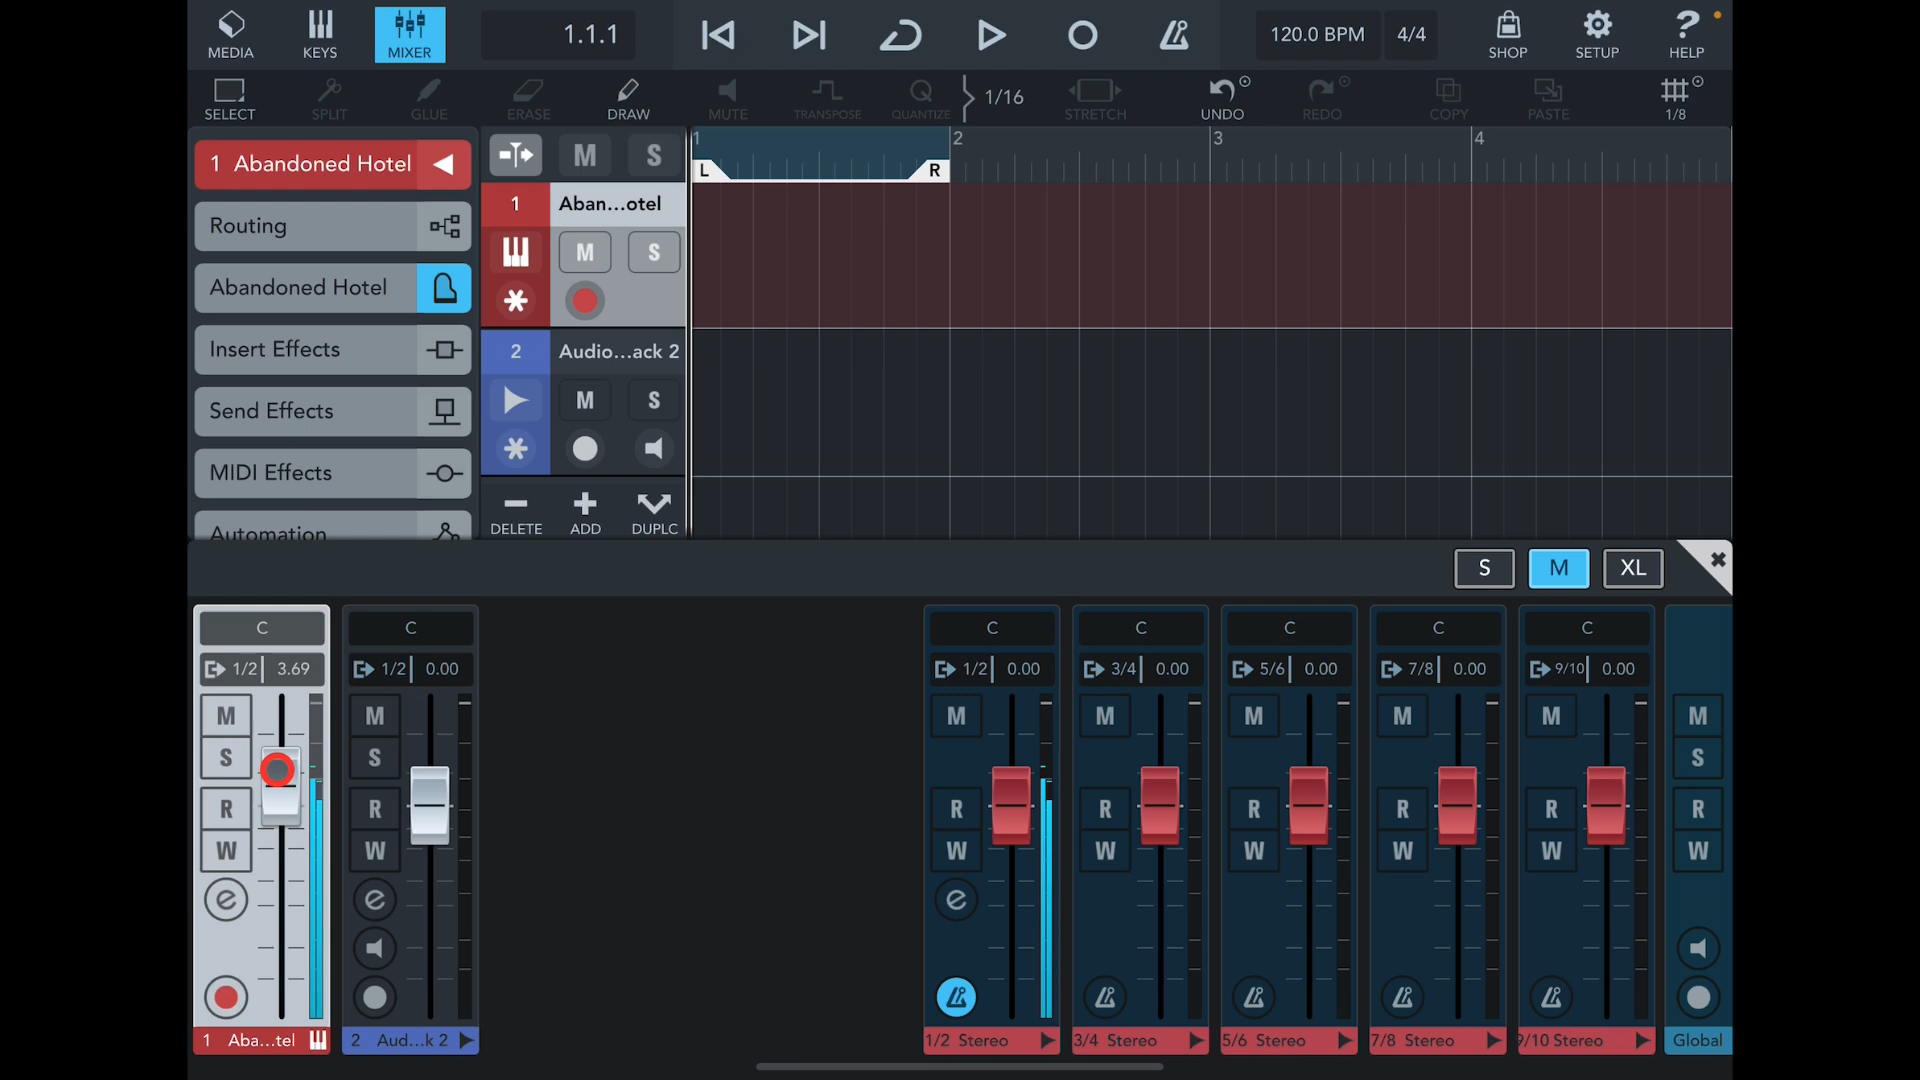 MEDIA
KEYS
MIXER
1.1.1
120.0 BPM
4/4
SHOP
SETUP
HELP
SELECT
SPLIT
GLUE
ERASE
DRAW
MUTE
TRANSPOSE
QUANTIZE
1/16
STRETCH
UNDO
REDO
COPY
PASTE
1/8
1 Abandoned Hotel
M S
1 2 3 4
L R
Routing
1 Aban...otel
M S
Abandoned Hotel
Insert Effects
2 Audio...ack 2
Send Effects
M S
MIDI Effects
Automation
DELETE ADD DUPLC
S M XL
C C C C C C C
1/2 3.69
1/2 0.00
1/2 0.00
3/4 0.00
5/6 0.00
7/8 0.00
9/10 0.00
M M M M M M M M
S S S
R R R R R R R R
W W W W W W W W
e e e
1 Aba...tel
2 Aud...k 2
1/2 Stereo
3/4 Stereo
5/6 Stereo
7/8 Stereo
9/10 Stereo
Global